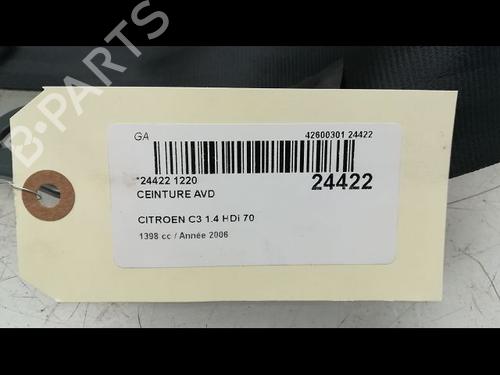 GA
42600301 24422
*24422 1220
24422
CEINTURE AVD
CITROEN C3 1.4 HDi 70
1398 cc / Année 2006
B-PARTS